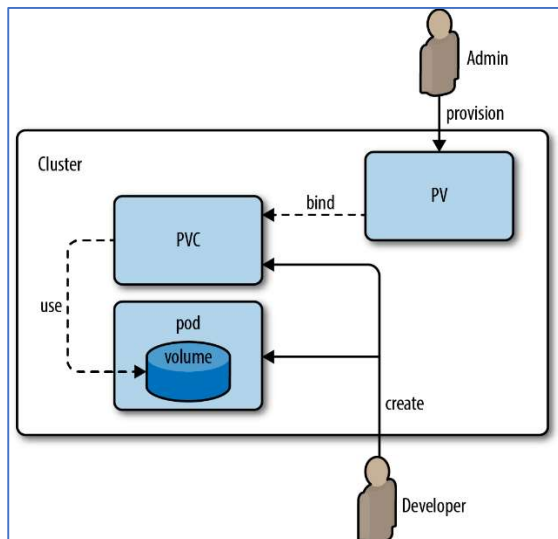 Admin
provision
Cluster
PV
bind
PVC
use
pod
volume
create
Developer